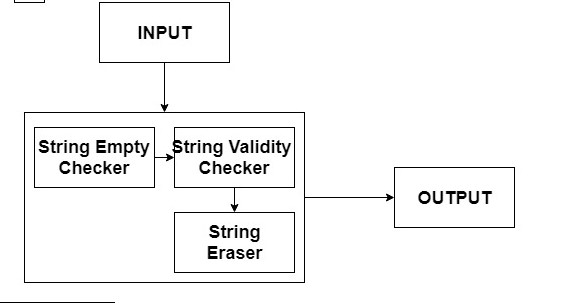 INPUT
String Empty
Checker
String Validity
Checker
String
Eraser
OUTPUT